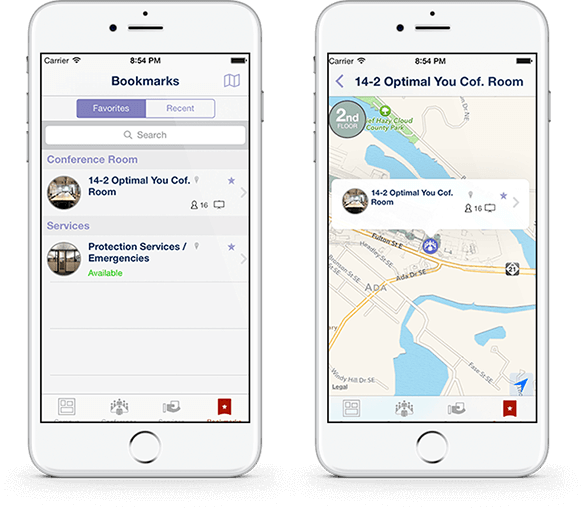 Carrier 8:54 PM
Bookmarks
Favorites Recent
Search
Conference Room
14-2 Optimal You Cof.
Room
16
Services
Protection Services /
Emergencies
Available
Carrier 8:54 PM
14-2 Optimal You Cof. Room
2nd
FLOOR
Hazy Cloud
County Park
14-2 Optimal You Cof.
Room
16
Fulton St E
Headley St SE
21
Ada Dr SE
ADA
Bronson St SE
Windy Hill Dr SE
Fase St SE
Legal